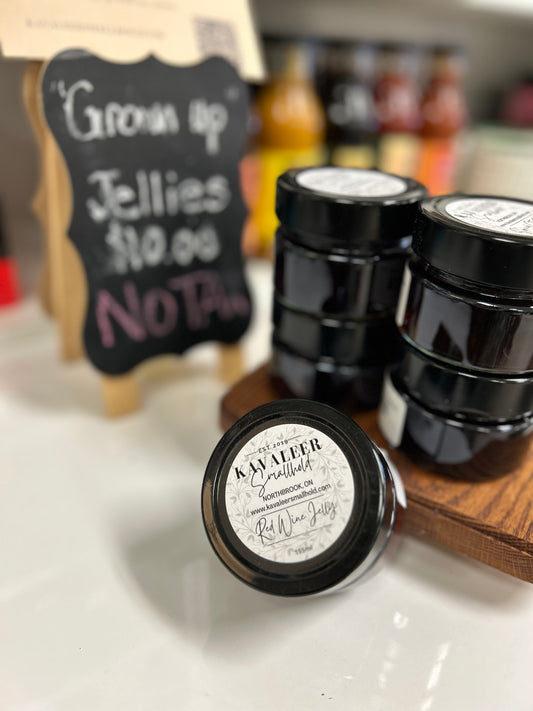 "Grown up"
Jellies
$10.00
NO TAX
EST. 2019
KAVALEER
Smallhold
NORTHBROOK, ON
www.kavaleersmallhold.com
Red Wine Jelly
155ml